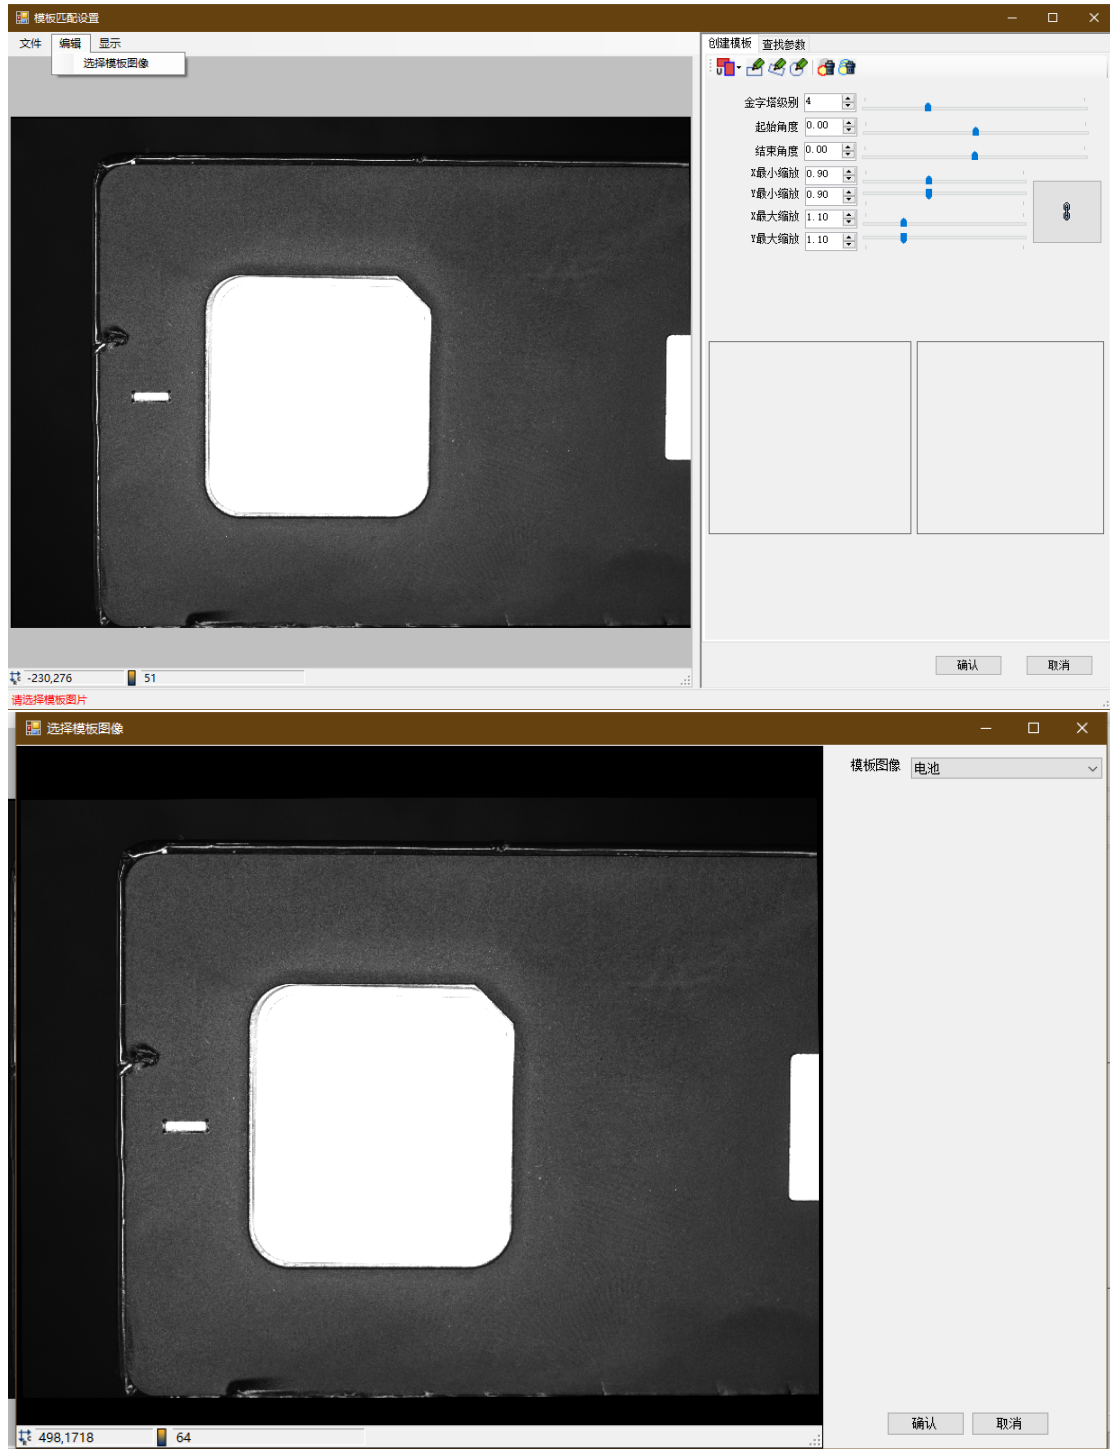 模板匹配设置
文件 编辑 显示
选择模板图像
创建模板 查找参数
金字塔级别 4
起始角度 0.00
结束角度 0.00
X最小缩放 0.90
Y最小缩放 0.90
X最大缩放 1.10
Y最大缩放 1.10
确认 取消
-230,276 51
请选择模板图片
选择模板图像
模板图像 电池
确认 取消
498,1718 64